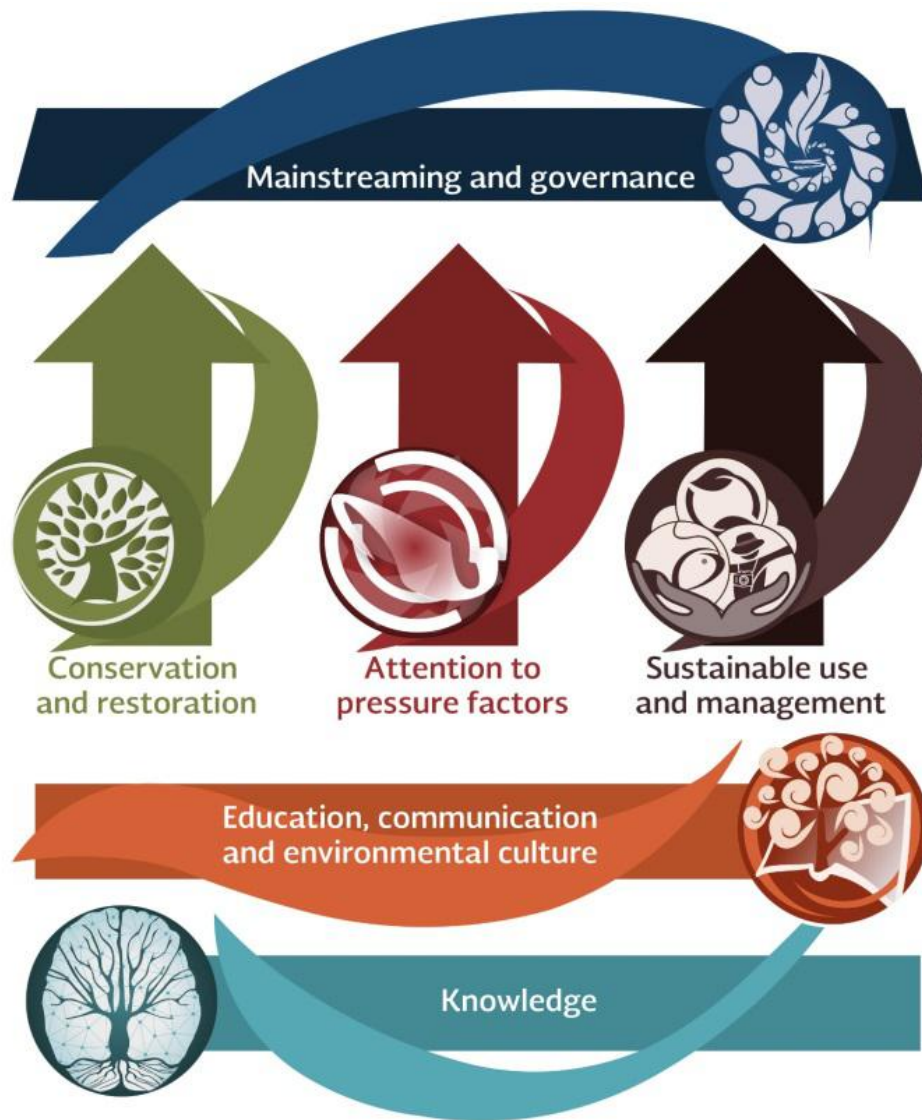 Mainstreaming and governance
Conservation
and restoration
Attention to
pressure factors
Sustainable use
and management
Education, communication
and environmental culture
Knowledge